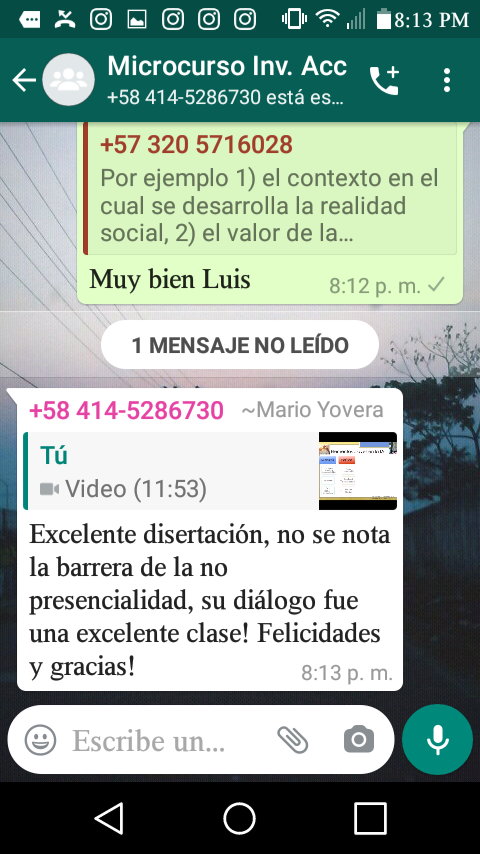 8:13 PM
Microcurso Inv. Acc
+58 414-5286730 está es...
+57 320 5716028
Por ejemplo 1) el contexto en el
cual se desarrolla la realidad
social, 2) el valor de la...
Muy bien Luis
8:12 p. m.
1 MENSAJE NO LEÍDO
+58 414-5286730 ~Mario Yovera
Tú
Video (11:53)
Excelente disertación, no se nota
la barrera de la no
presencialidad, su diálogo fue
una excelente clase! Felicidades
y gracias!
8:13 p. m.
Escribe un...